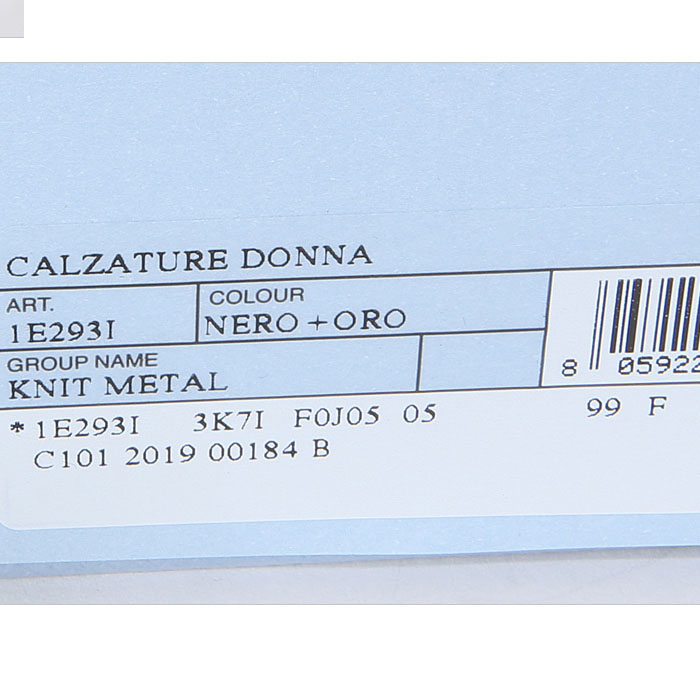 CALZATURE DONNA
ART.
1E293I
COLOUR
NERO + ORO
GROUP NAME
KNIT METAL
8 05922
* 1E293I 3K7I F0J05 05 99 F
C101 2019 00184 B